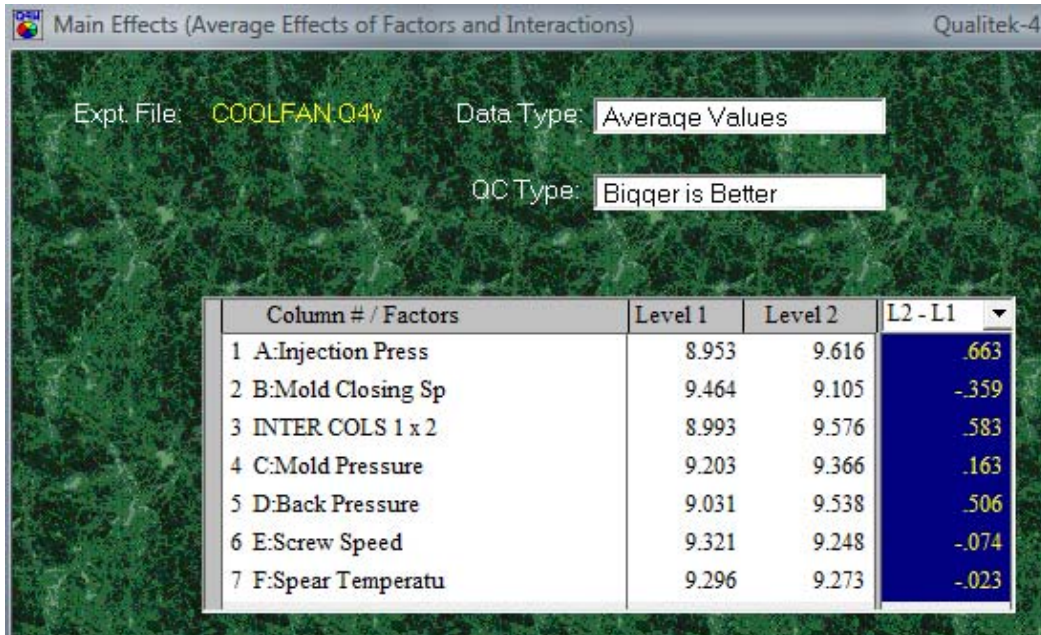 Main Effects (Average Effects of Factors and Interactions) Qualitek-4
Expt. File: COOLFAN.Q4v Data Type: Average Values
QC Type: Bigger is Better
Column # / Factors Level 1 Level 2 L2 - L1
1 A:Injection Press 8.953 9.616 .663
2 B:Mold Closing Sp 9.464 9.105 -.359
3 INTER COLS 1 x 2 8.993 9.576 .583
4 C:Mold Pressure 9.203 9.366 .163
5 D:Back Pressure 9.031 9.538 .506
6 E:Screw Speed 9.321 9.248 -.074
7 F:Spear Temperatu 9.296 9.273 -.023